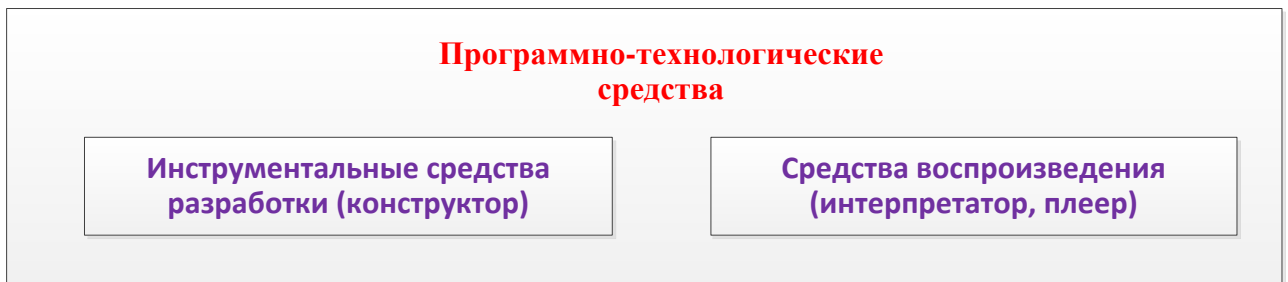 Программно-технологические
средства
Инструментальные средства
разработки (конструктор)
Средства воспроизведения
(интерпретатор, плеер)